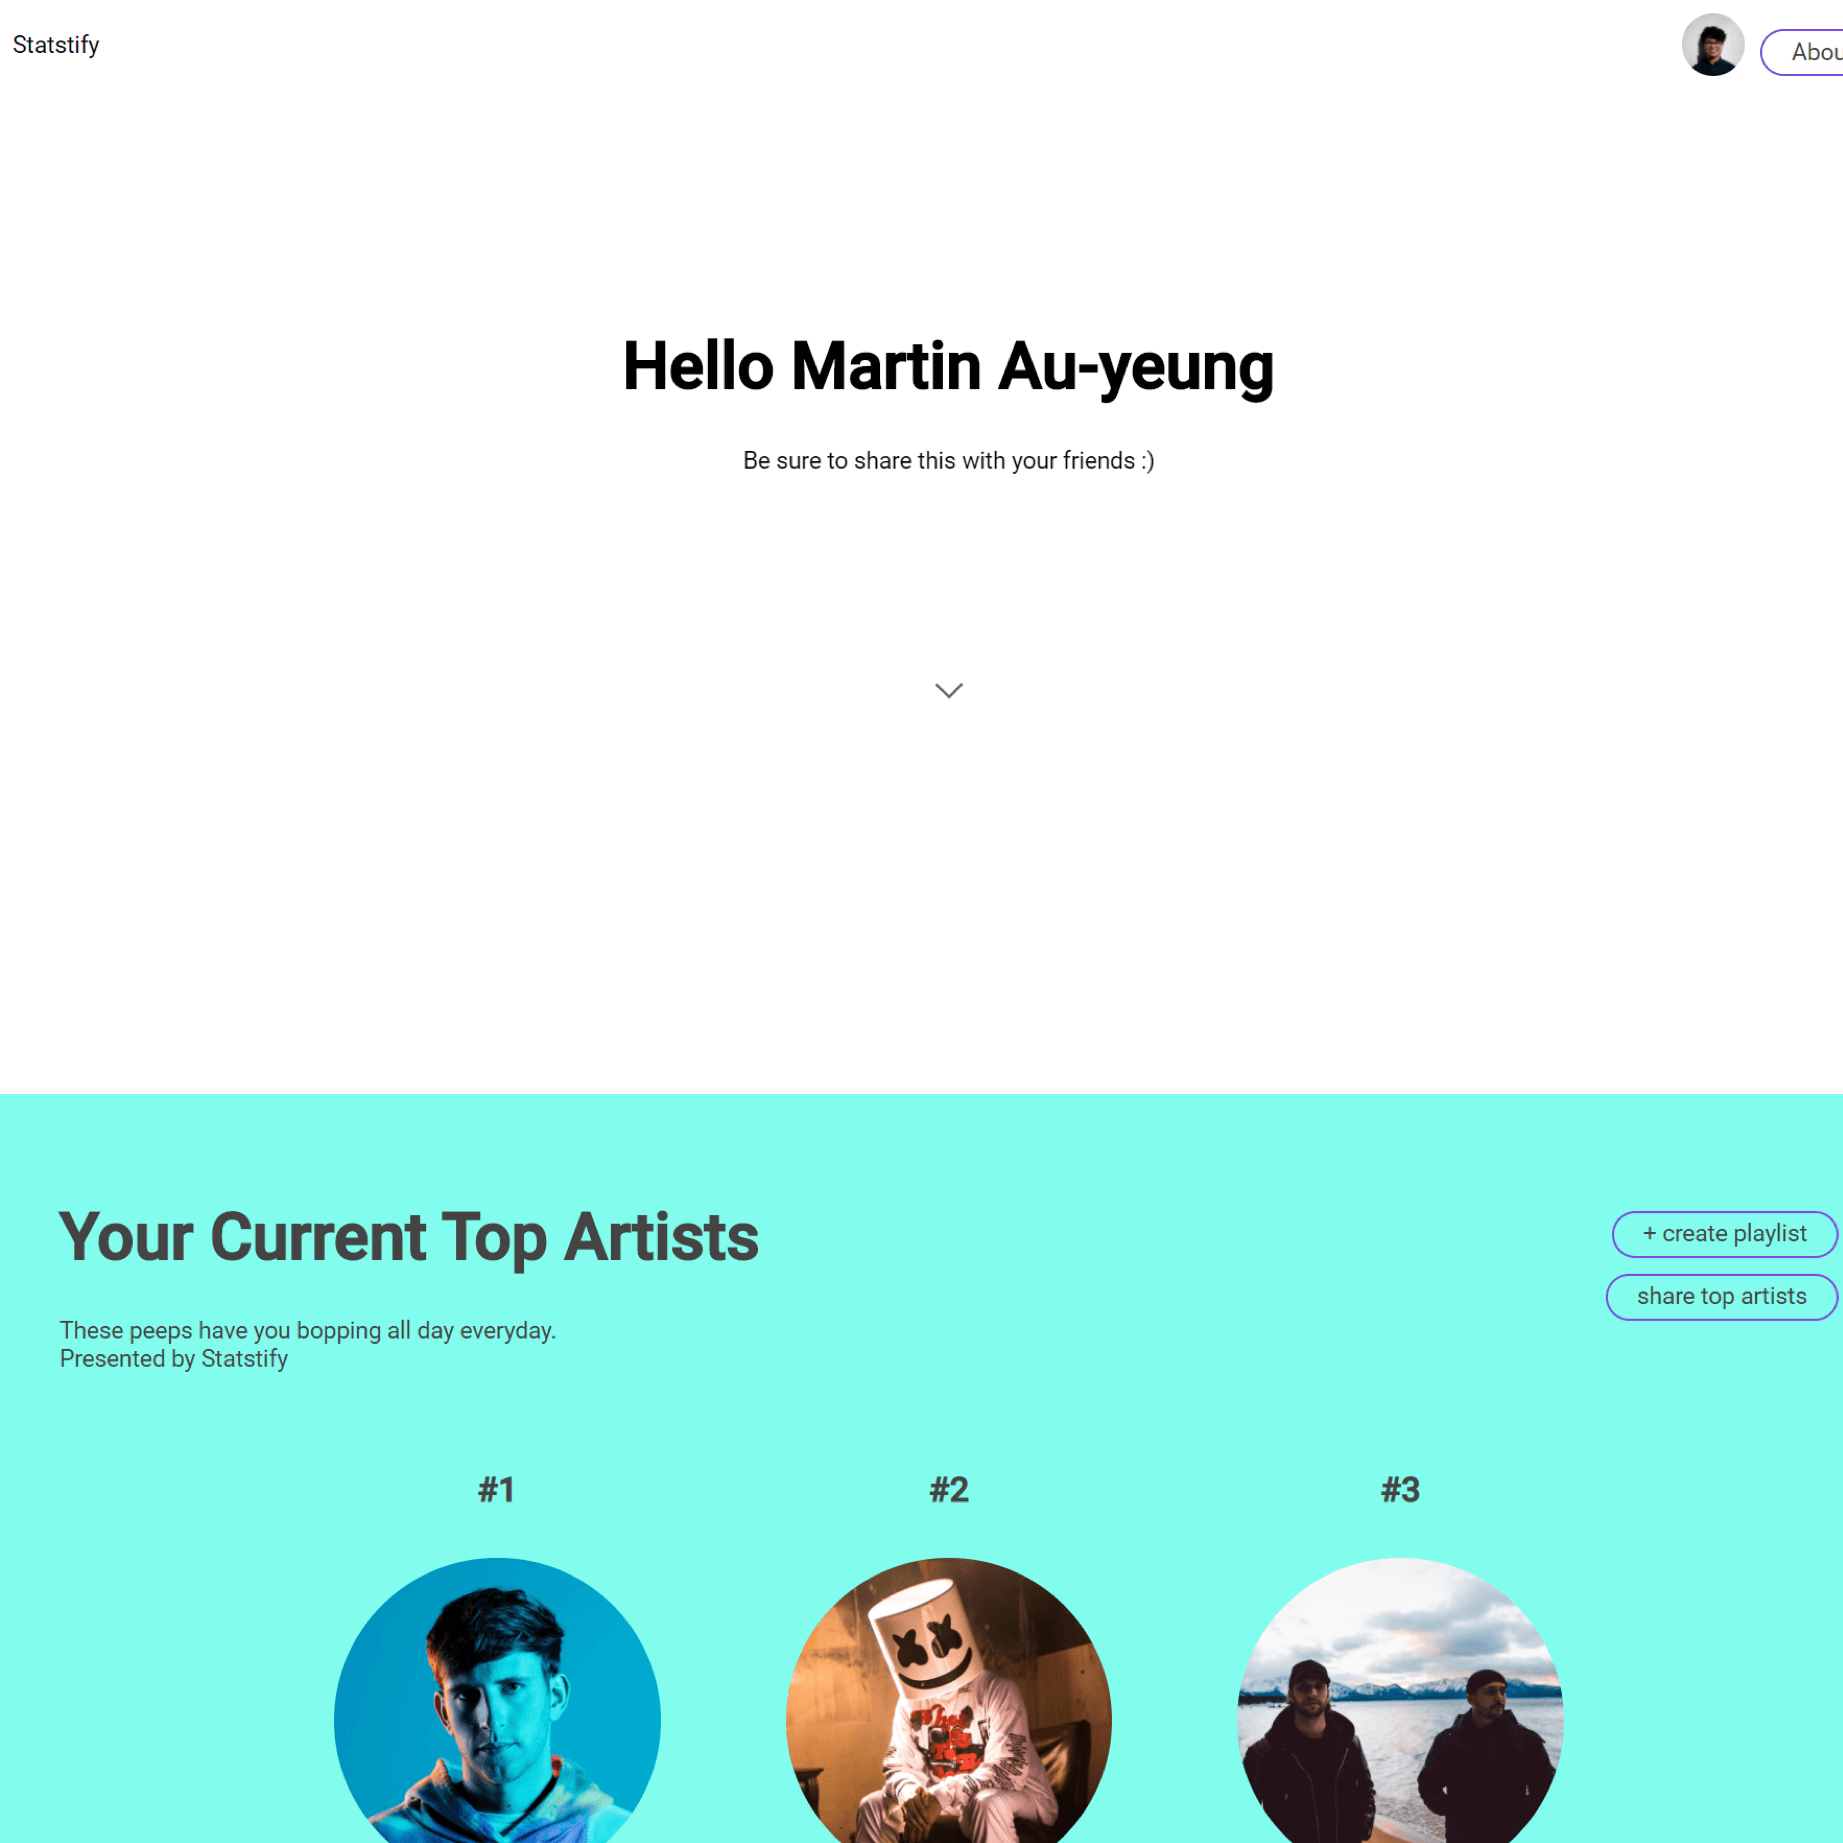 Statstify
Abou
Hello Martin Au-yeung
Be sure to share this with your friends :)
Your Current Top Artists
+ create playlist
share top artists
These peeps have you bopping all day everyday.
Presented by Statstify
#1
#2
#3